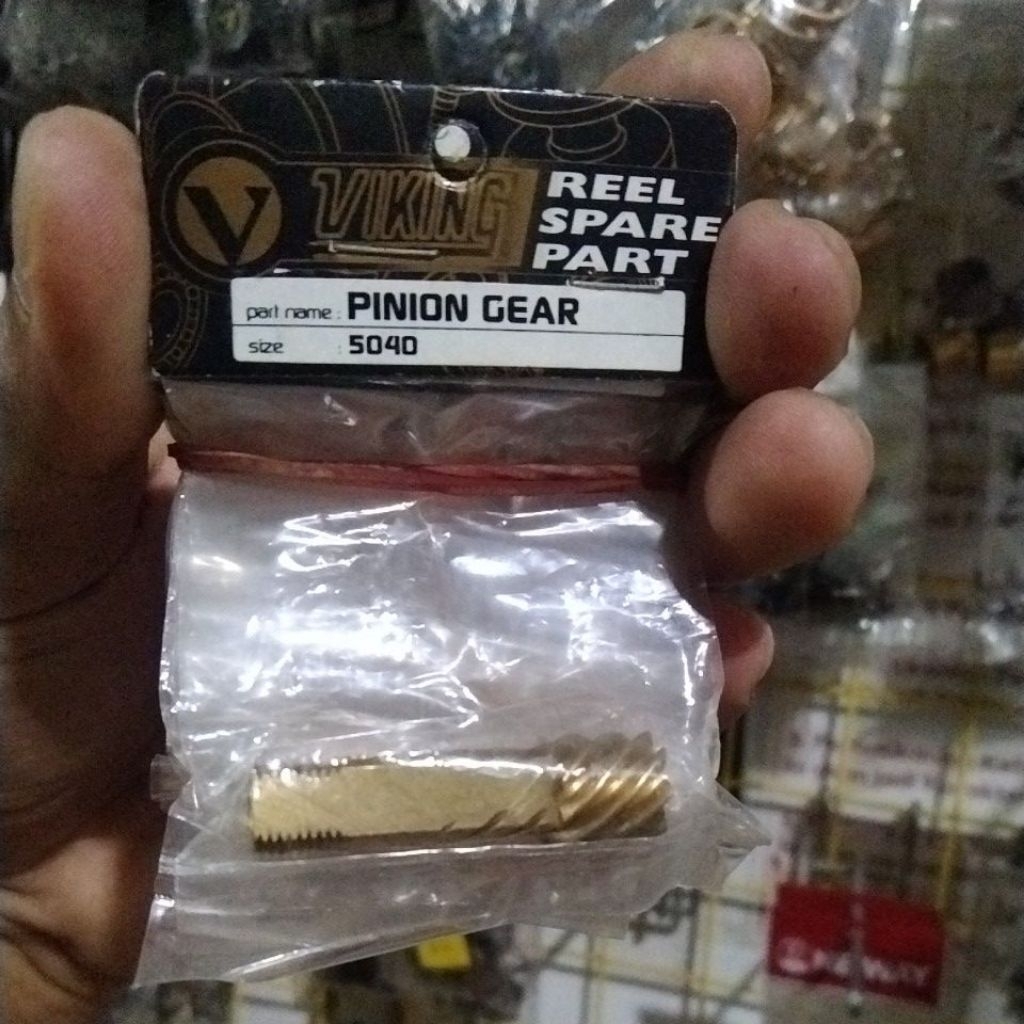 V
VIKING
REEL
SPARE
PART
part name : PINION GEAR
size : 5040